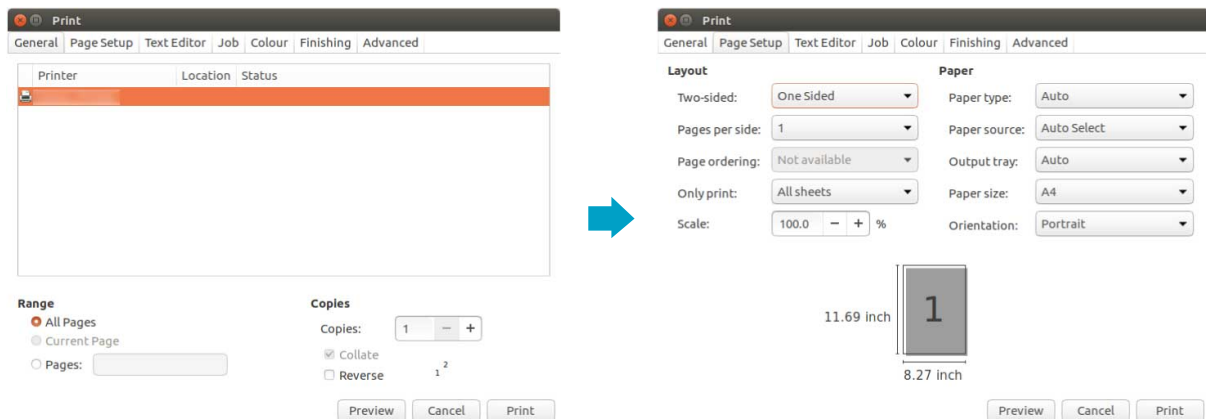 Print
General Page Setup Text Editor Job Colour Finishing Advanced
Printer Location Status
Range
All Pages
Current Page
Pages:
Copies
Copies: 1 − +
Collate
Reverse
1 2
Preview Cancel Print
Print
General Page Setup Text Editor Job Colour Finishing Advanced
Layout
Two-sided: One Sided
Pages per side: 1
Page ordering: Not available
Only print: All sheets
Scale: 100.0 − + %
Paper
Paper type: Auto
Paper source: Auto Select
Output tray: Auto
Paper size: A4
Orientation: Portrait
11.69 inch
1
8.27 inch
Preview Cancel Print